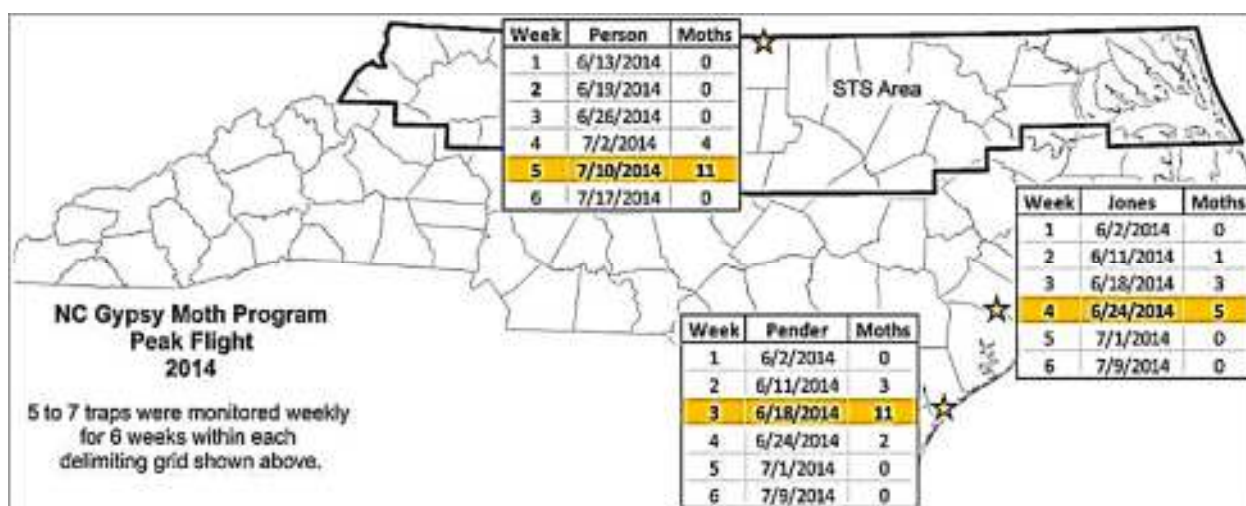 Week Person Moths
1 6/13/2014 0
2 6/19/2014 0
3 6/26/2014 0
4 7/2/2014 4
5 7/10/2014 11
6 7/17/2014 0
STS Area
Week Jones Moths
1 6/2/2014 0
2 6/11/2014 1
3 6/18/2014 3
4 6/24/2014 5
5 7/1/2014 0
6 7/9/2014 0
NC Gypsy Moth Program
Peak Flight
2014
5 to 7 traps were monitored weekly
for 6 weeks within each
delimiting grid shown above.
Week Pender Moths
1 6/2/2014 0
2 6/11/2014 3
3 6/18/2014 11
4 6/24/2014 2
5 7/1/2014 0
6 7/9/2014 0